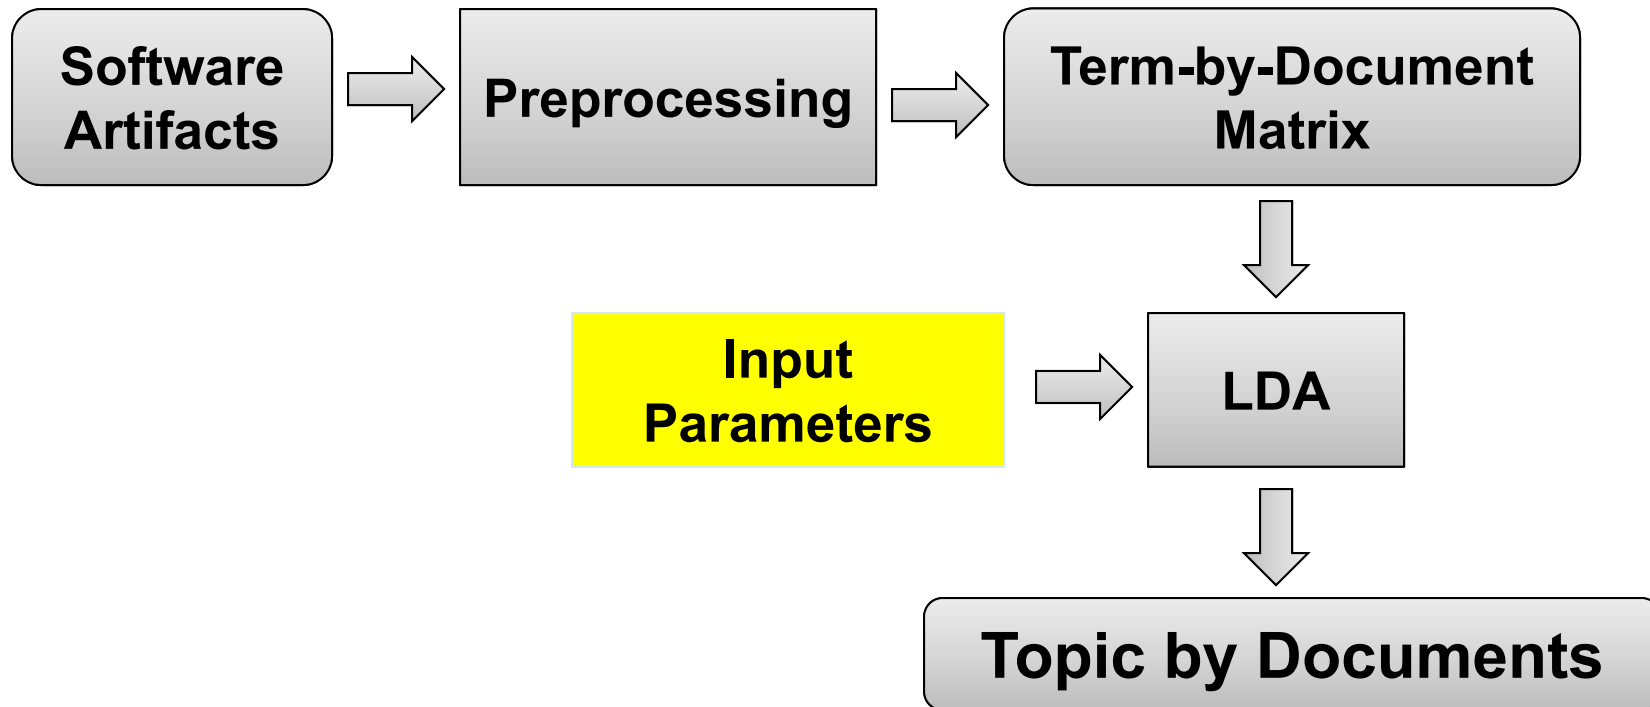 Software
Artifacts
Preprocessing
Term-by-Document
Matrix
Input
Parameters
LDA
Topic by Documents